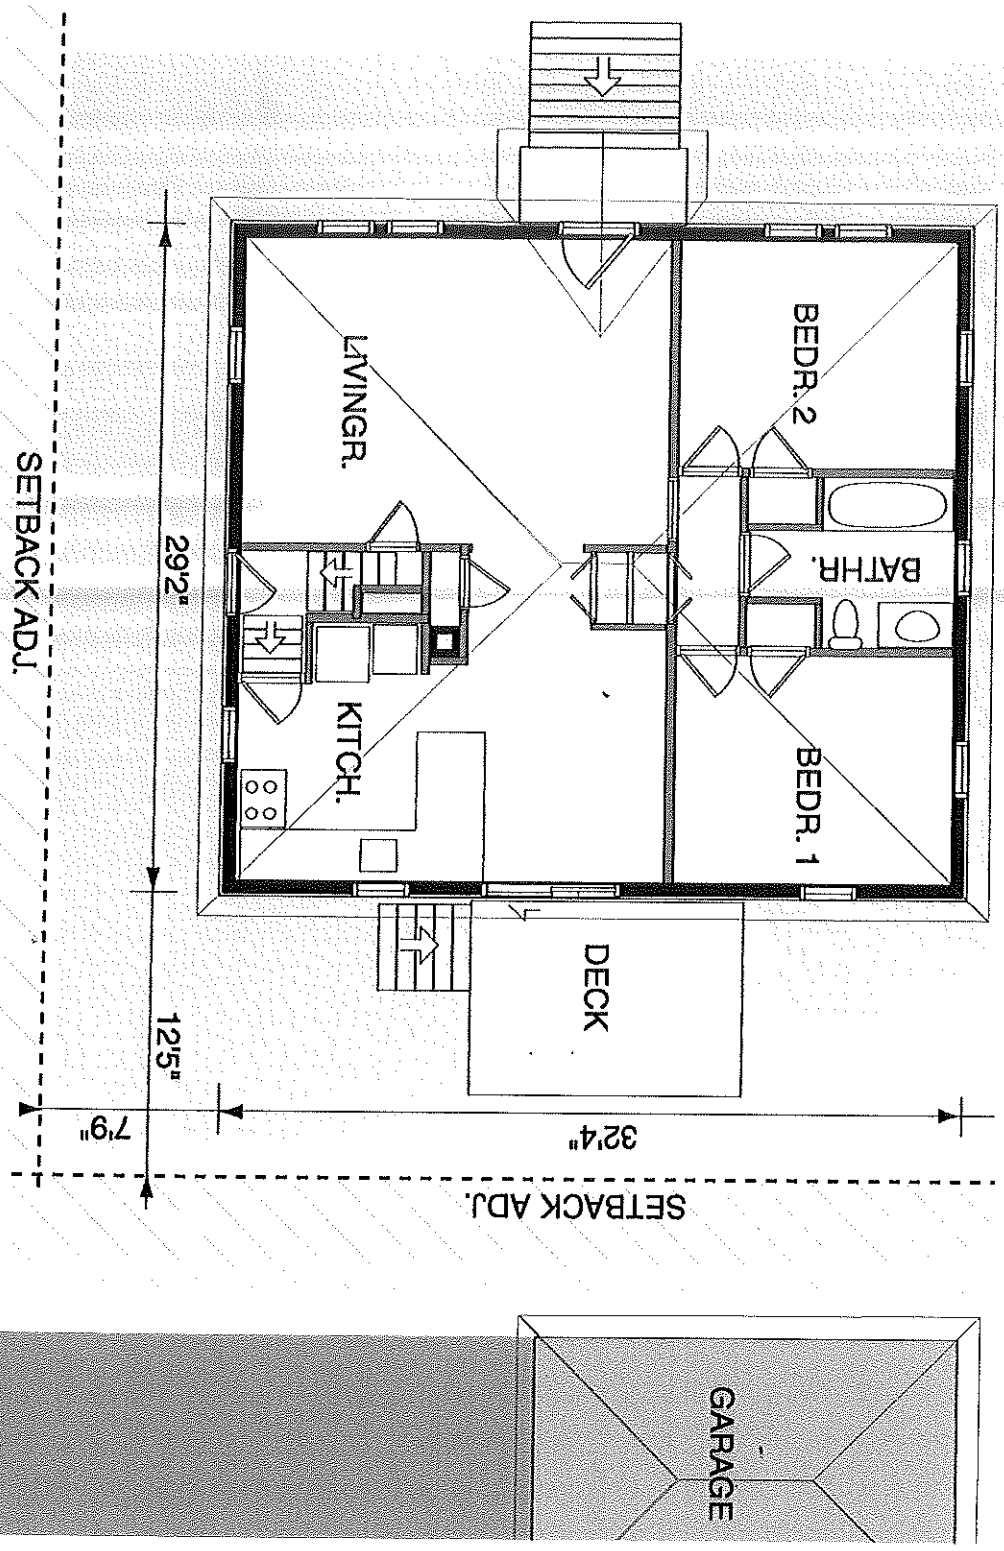 BEDR. 2
LIVINGR.
BATHR.
SETBACK ADJ.
29'2"
KITCH.
BEDR. 1
DECK
12'5"
7'9"
32'4"
SETBACK ADJ.
GARAGE